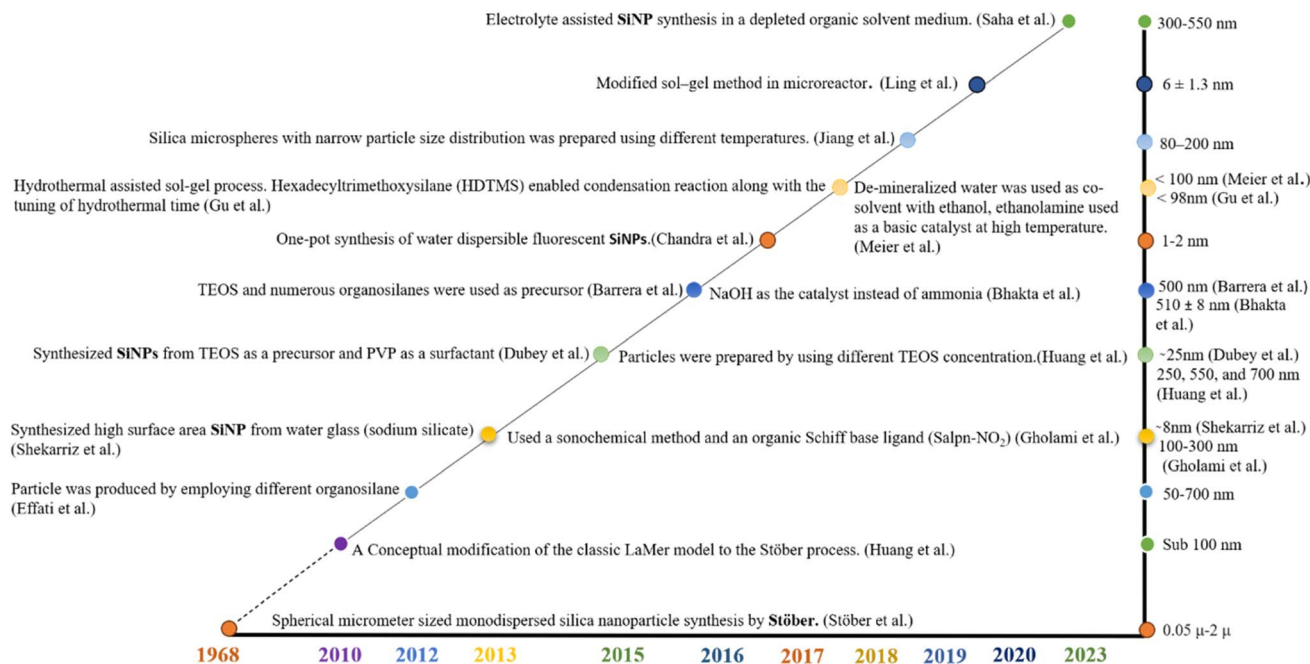 Electrolyte assisted SiNP synthesis in a depleted organic solvent medium. (Saha et al.)
300-550 nm
Modified sol–gel method in microreactor. (Ling et al.)
6 ± 1.3 nm
Silica microspheres with narrow particle size distribution was prepared using different temperatures. (Jiang et al.)
80–200 nm
Hydrothermal assisted sol-gel process. Hexadecyltrimethoxysilane (HDTMS) enabled condensation reaction along with the
tuning of hydrothermal time (Gu et al.)
De-mineralized water was used as co-
solvent with ethanol, ethanolamine used
as a basic catalyst at high temperature.
(Meier et al.)
< 100 nm (Meier et al.)
< 98nm (Gu et al.)
One-pot synthesis of water dispersible fluorescent SiNPs.(Chandra et al.)
1-2 nm
TEOS and numerous organosilanes were used as precursor (Barrera et al.)
NaOH as the catalyst instead of ammonia (Bhakta et al.)
500 nm (Barrera et al.)
510 ± 8 nm (Bhakta
et al.)
Synthesized SiNPs from TEOS as a precursor and PVP as a surfactant (Dubey et al.)
Particles were prepared by using different TEOS concentration.(Huang et al.)
~25nm (Dubey et al.)
250, 550, and 700 nm
(Huang et al.)
Synthesized high surface area SiNP from water glass (sodium silicate)
(Shekarriz et al.)
Used a sonochemical method and an organic Schiff base ligand (Salpn-NO₂) (Gholami et al.)
~8nm (Shekarriz et al.)
100-300 nm
(Gholami et al.)
Particle was produced by employing different organosilane
(Effati et al.)
50-700 nm
A Conceptual modification of the classic LaMer model to the Stöber process. (Huang et al.)
Sub 100 nm
Spherical micrometer sized monodispersed silica nanoparticle synthesis by Stöber. (Stöber et al.)
0.05 μ-2 μ
1968 2010 2012 2013 2015 2016 2017 2018 2019 2020 2023